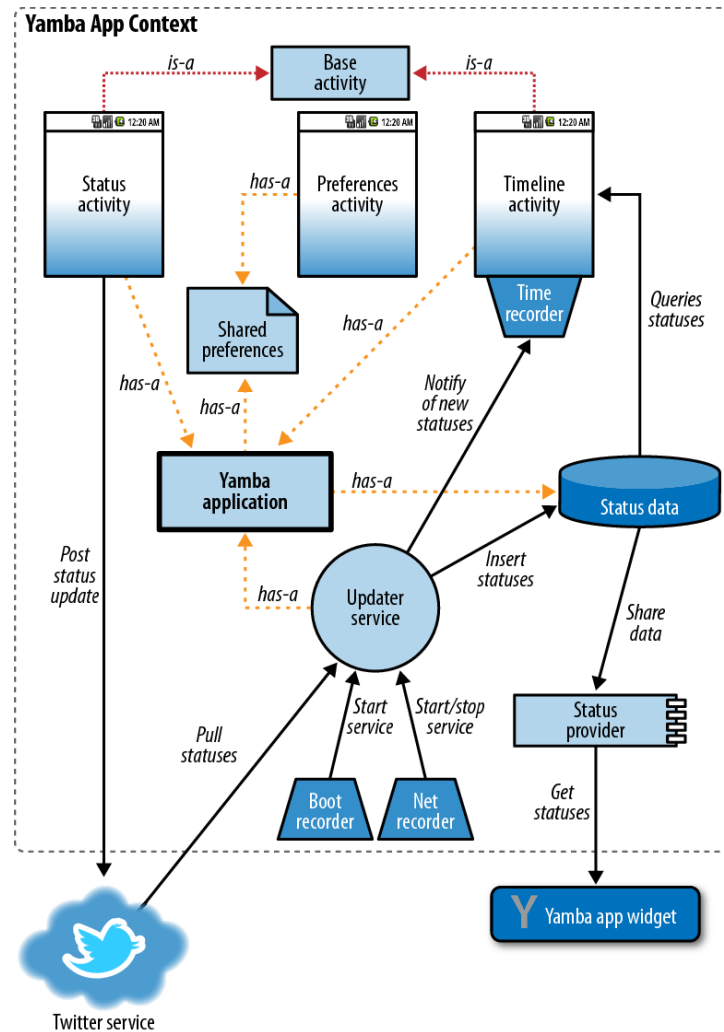 Yamba App Context
is-a
Base
activity
is-a
12:20 AM
12:20 AM
12:20 AM
Status
activity
has-a
Preferences
activity
Timeline
activity
Time
recorder
Queries
statuses
Shared
preferences
has-a
has-a
has-a
Notify
of new
statuses
Yamba
application
has-a
Status data
Post
status
update
has-a
Updater
service
Insert
statuses
Share
data
Pull
statuses
Start
service
Start/stop
service
Status
provider
Boot
recorder
Net
recorder
Get
statuses
Y Yamba app widget
Twitter service